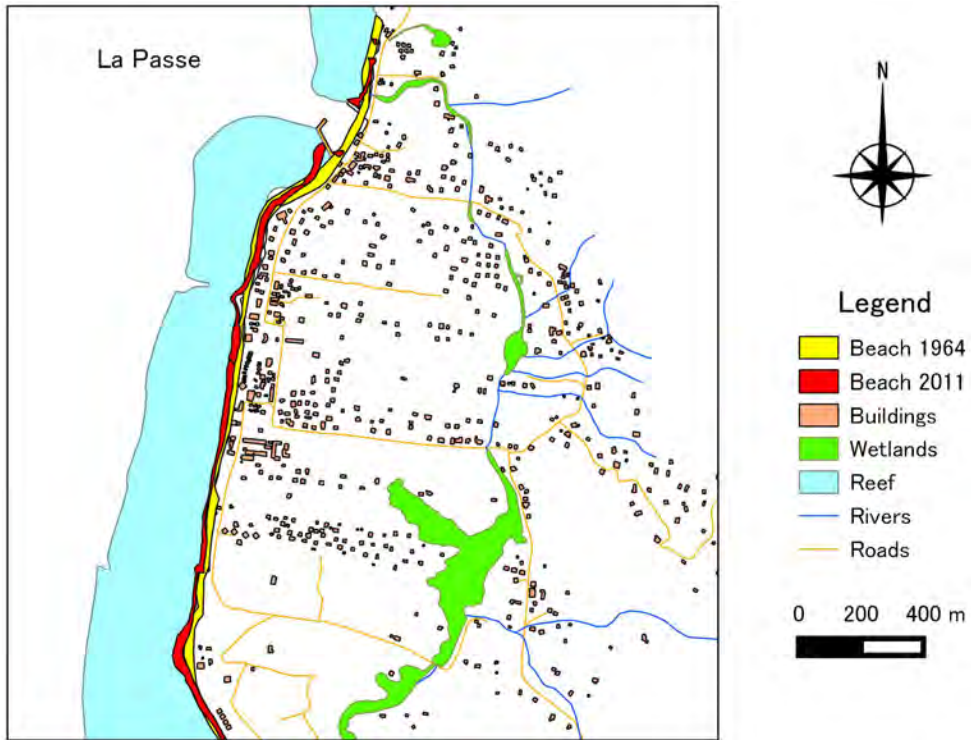 La Passe
N
Legend
Beach 1964
Beach 2011
Buildings
Wetlands
Reef
Rivers
Roads
0 200 400 m